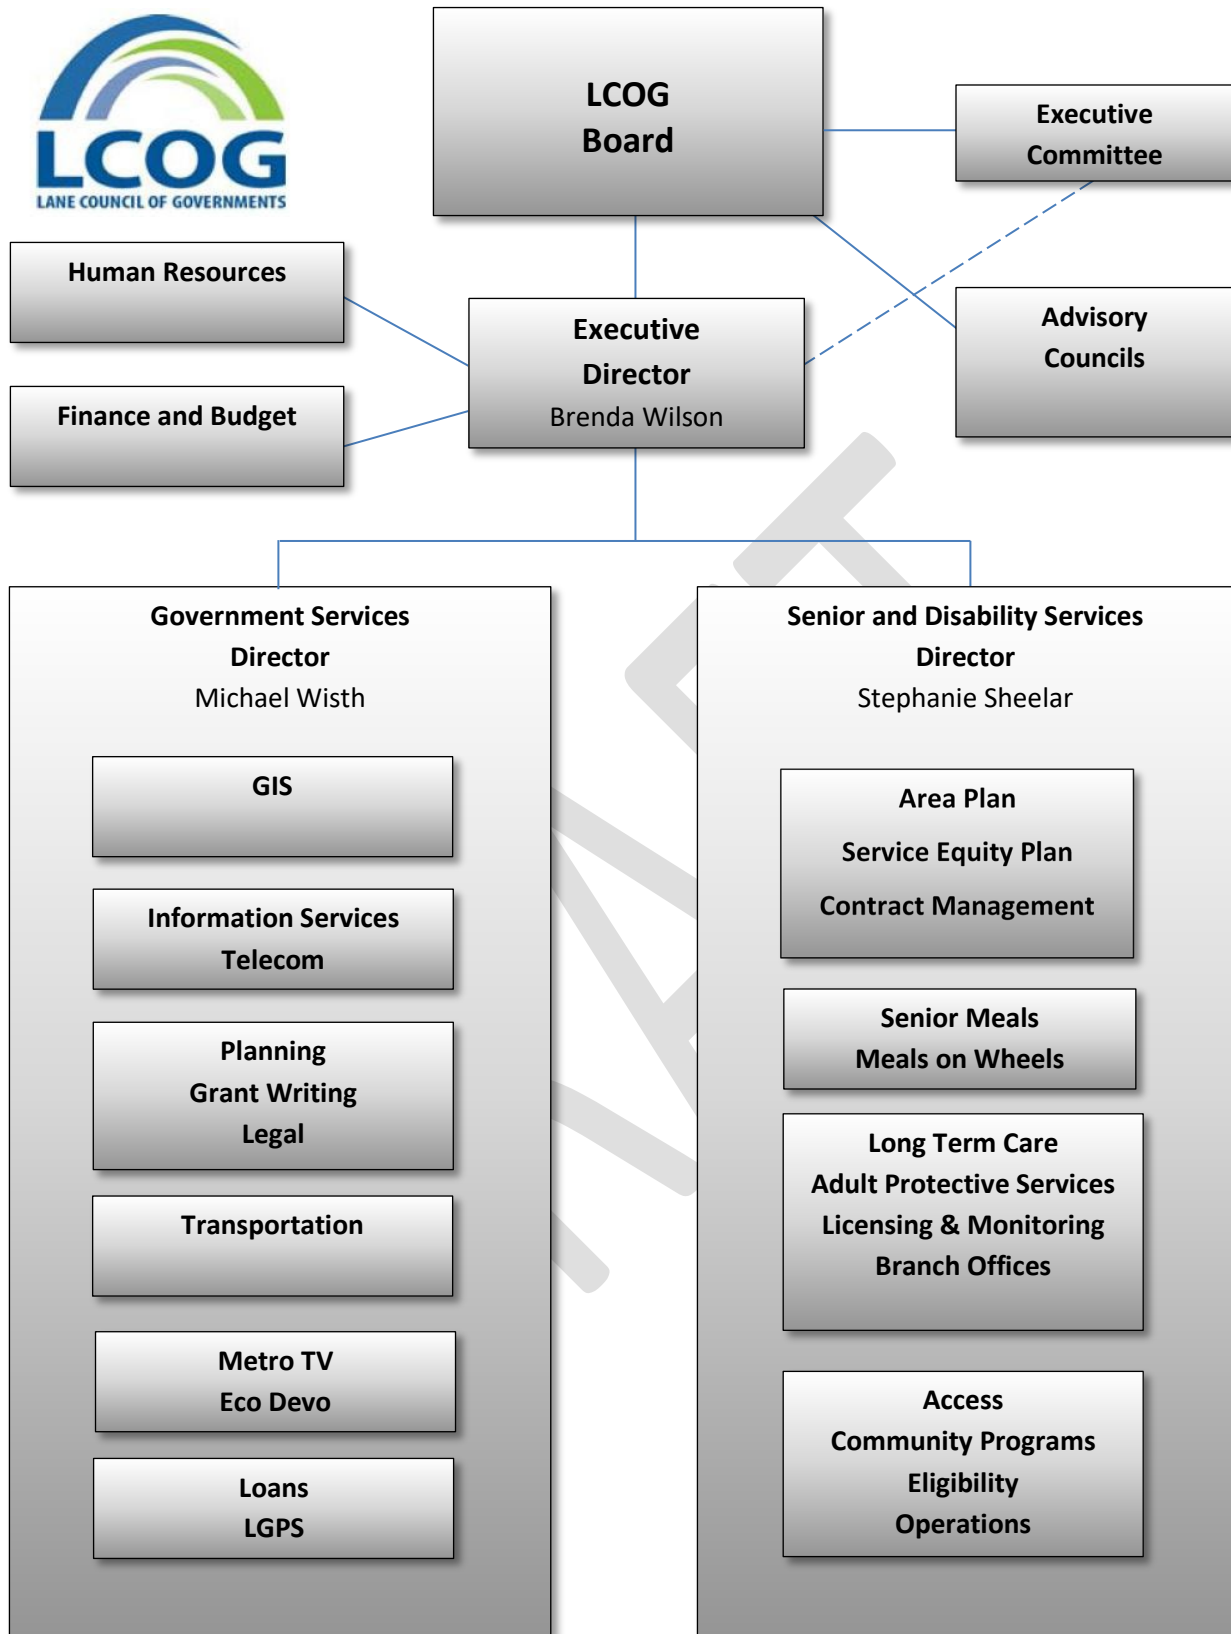 LCOG
LANE COUNCIL OF GOVERNMENTS
LCOG
Board
Executive
Committee
Human Resources
Executive
Director
Brenda Wilson
Advisory
Councils
Finance and Budget
Government Services
Director
Michael Wisth
GIS
Information Services
Telecom
Planning
Grant Writing
Legal
Transportation
Metro TV
Eco Devo
Loans
LGPS
Senior and Disability Services
Director
Stephanie Sheelar
Area Plan
Service Equity Plan
Contract Management
Senior Meals
Meals on Wheels
Long Term Care
Adult Protective Services
Licensing & Monitoring
Branch Offices
Access
Community Programs
Eligibility
Operations